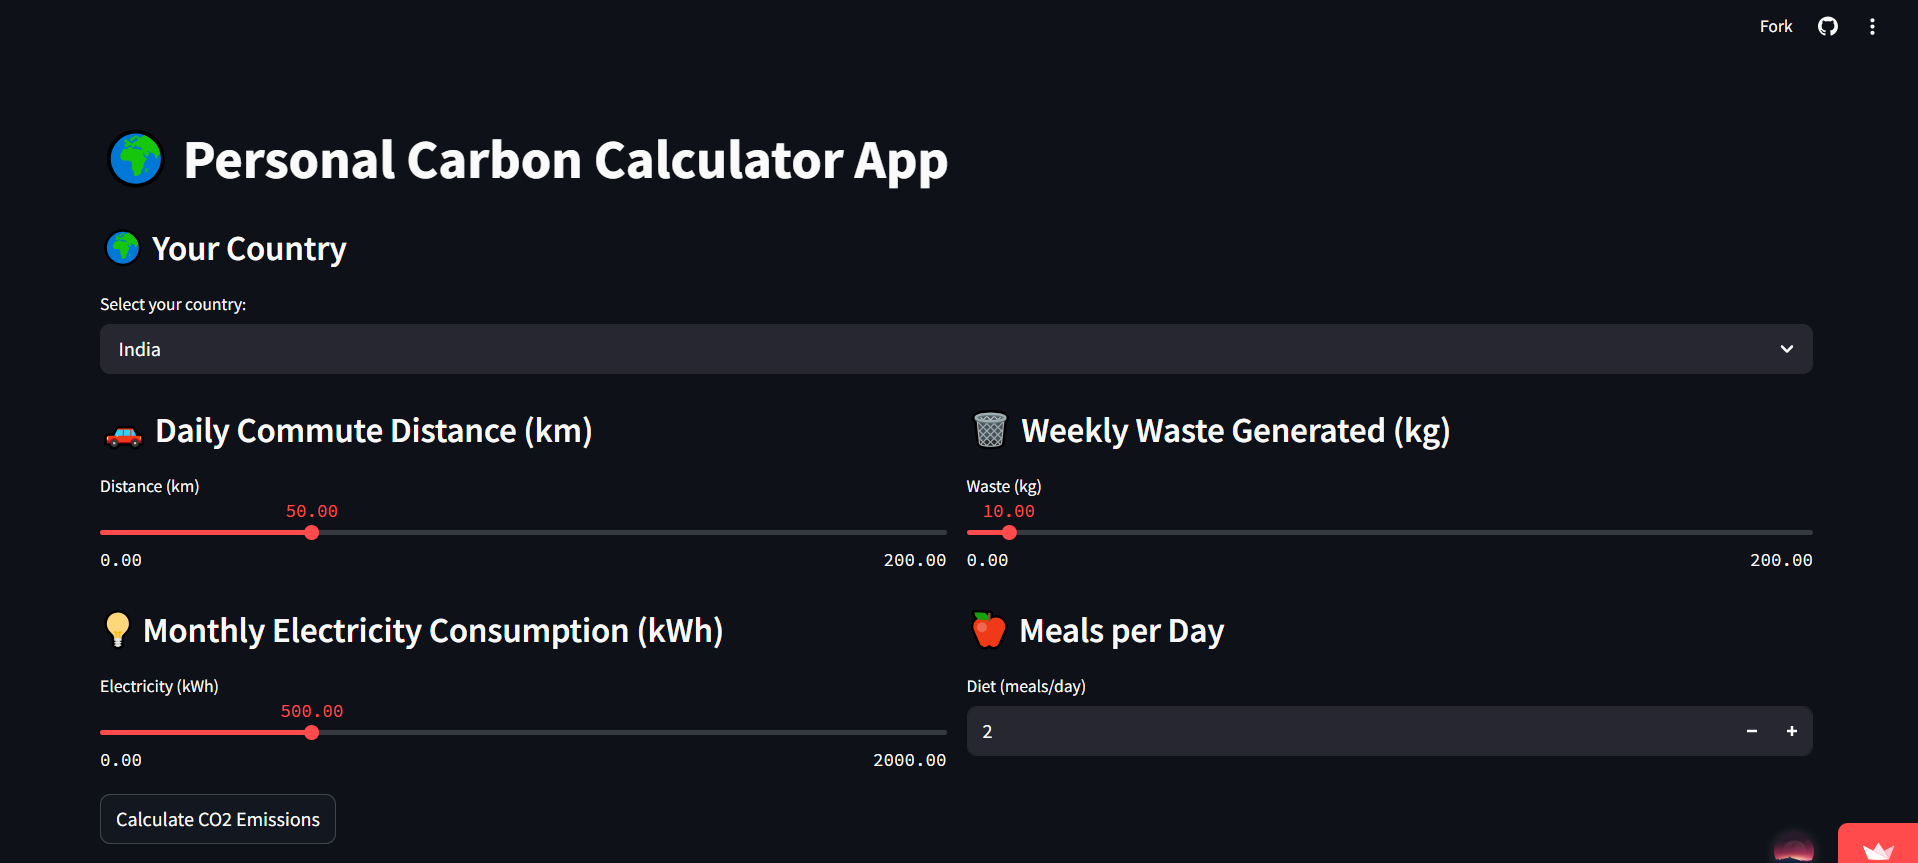 Fork
Personal Carbon Calculator App
Your Country
Select your country:
India
Daily Commute Distance (km)
Distance (km)
50.00
0.00 200.00
Weekly Waste Generated (kg)
Waste (kg)
10.00
0.00 200.00
Monthly Electricity Consumption (kWh)
Electricity (kWh)
500.00
0.00 2000.00
Meals per Day
Diet (meals/day)
2
Calculate CO2 Emissions